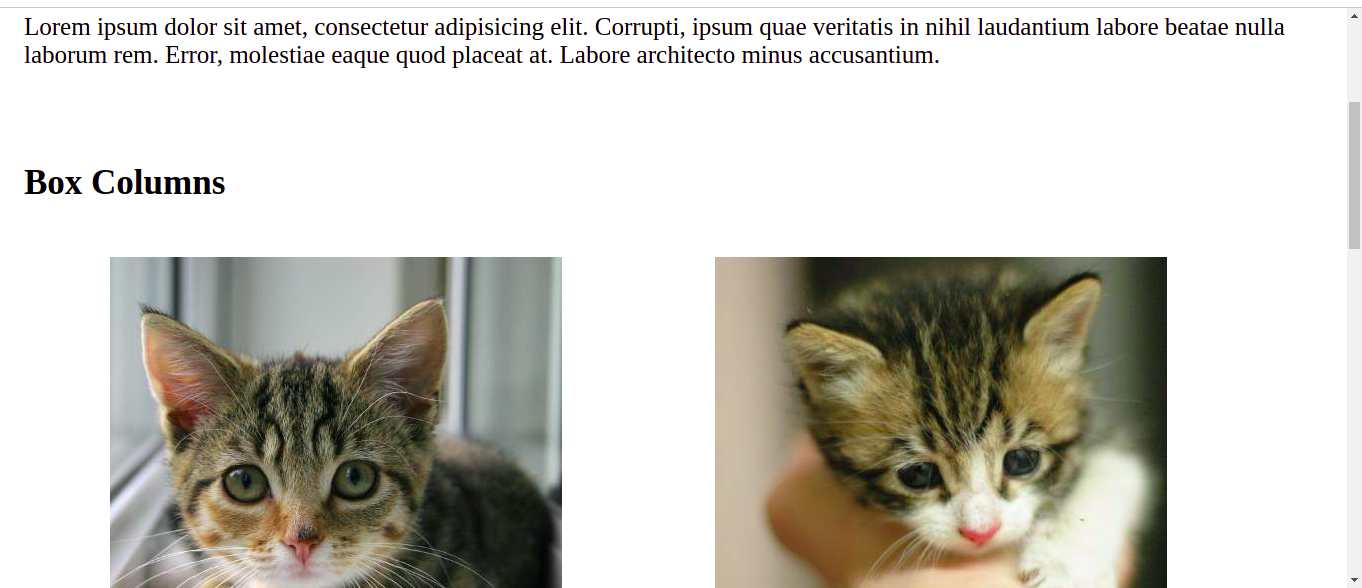 Lorem ipsum dolor sit amet, consectetur adipisicing elit. Corrupti, ipsum quae veritatis in nihil laudantium labore beatae nulla
laborum rem. Error, molestiae eaque quod placeat at. Labore architecto minus accusantium.
Box Columns